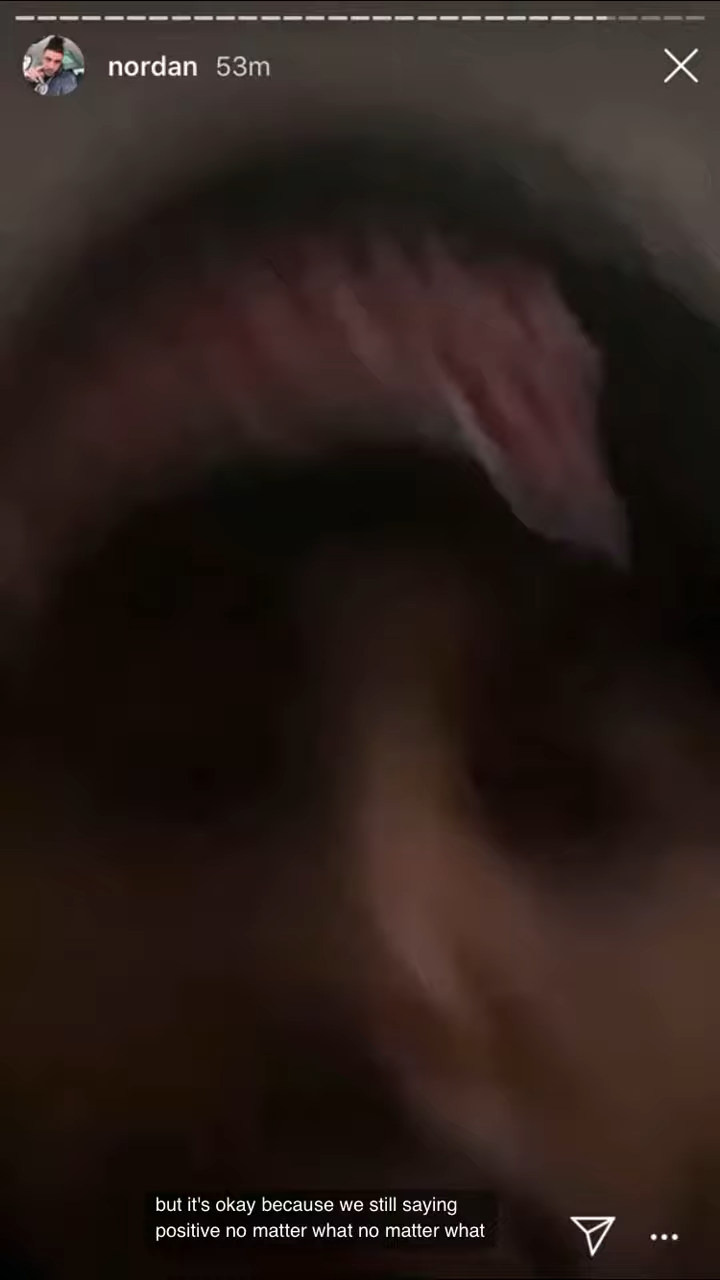 nordan 53m
but it's okay because we still saying
positive no matter what no matter what